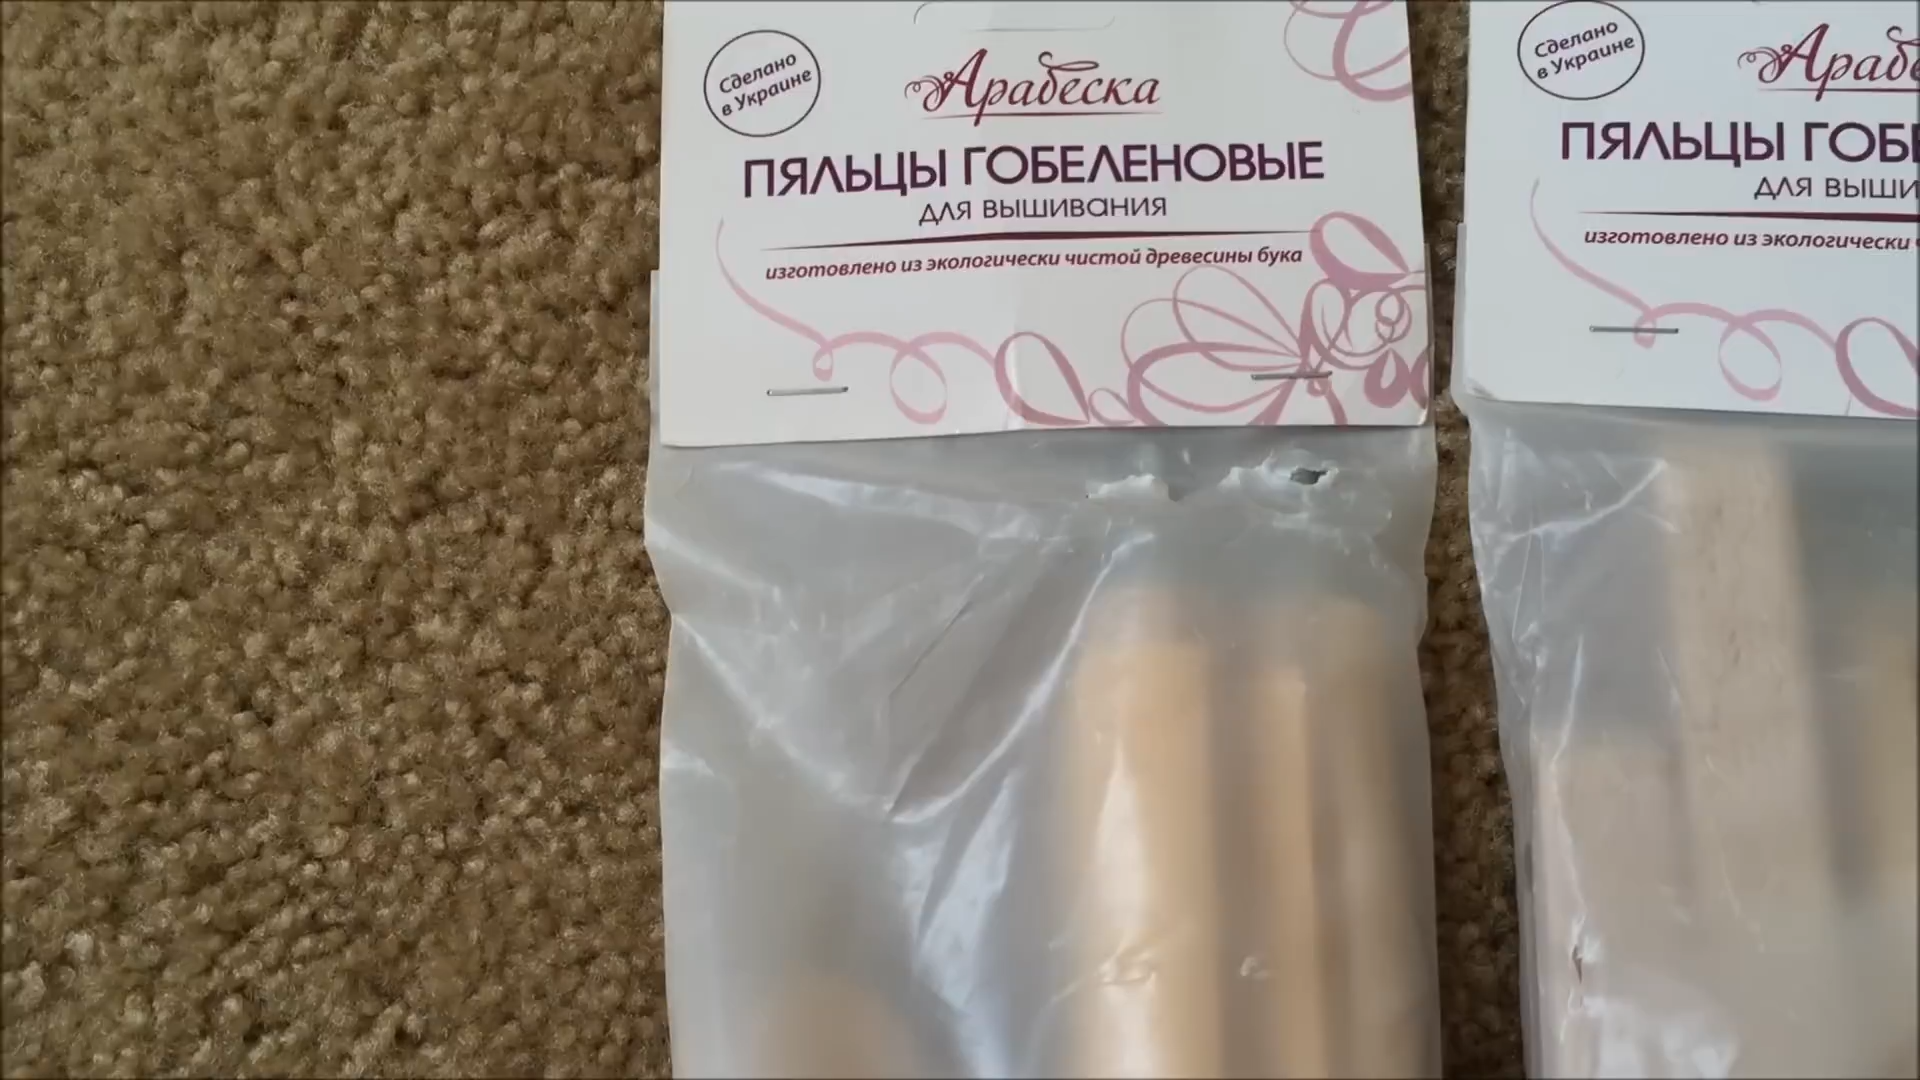 Сделано
в Украине
Арабеска
ПЯЛЬЦЫ ГОБЕЛЕНОВЫЕ
для вышивания
изготовлено из экологически чистой древесины бука
Сделано
в Украине
ПЯЛЬЦЫ
изготовлено из экологически